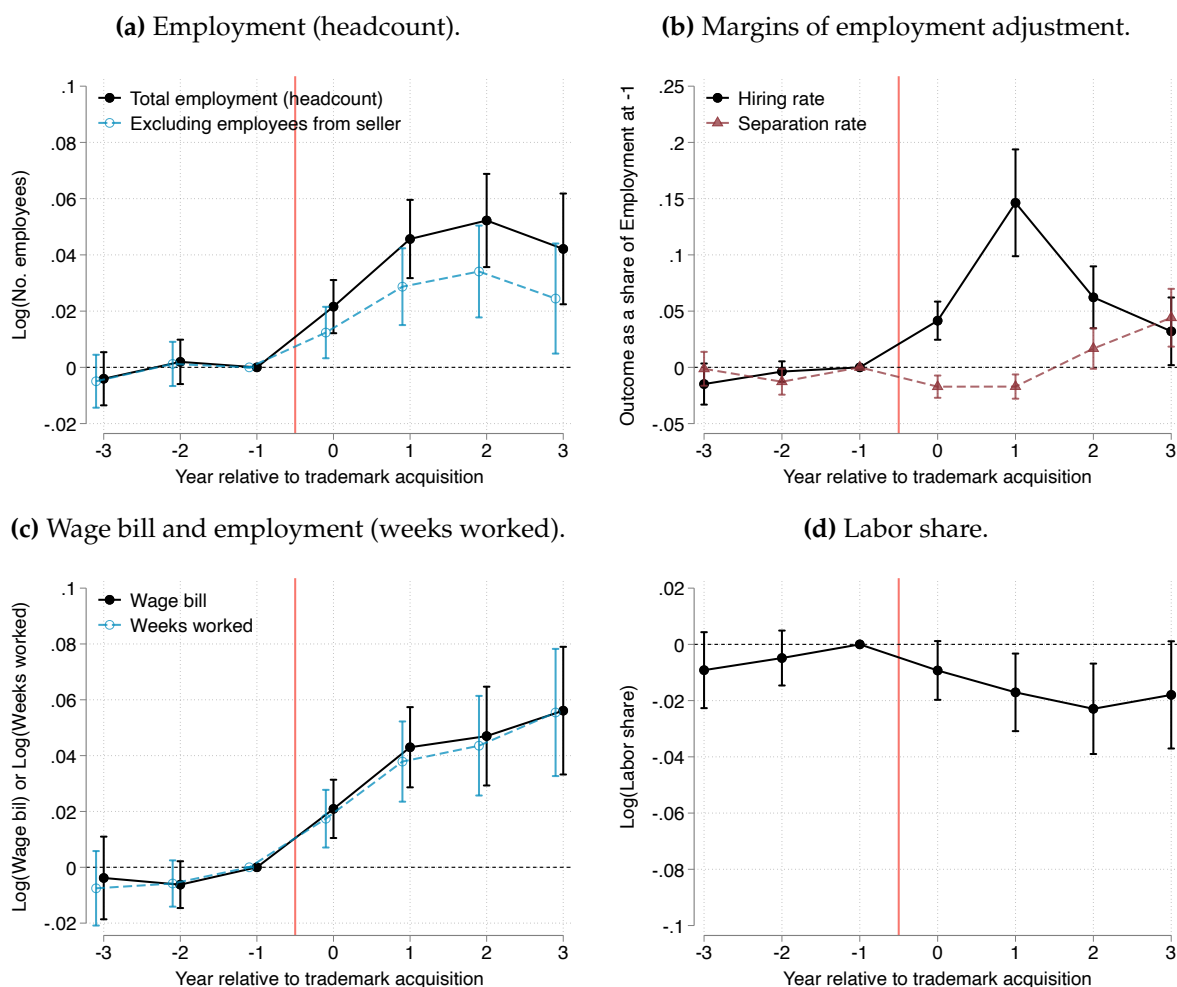 (a) Employment (headcount).
.1
.08
.06
.04
.02
0
-.02
Log(No. employees)
Total employment (headcount)
Excluding employees from seller
-3 -2 -1 0 1 2 3
Year relative to trademark acquisition
(b) Margins of employment adjustment.
.25
.2
.15
.1
.05
0
-.05
Outcome as a share of Employment at -1
Hiring rate
Separation rate
-3 -2 -1 0 1 2 3
Year relative to trademark acquisition
(c) Wage bill and employment (weeks worked).
.1
.08
.06
.04
.02
0
-.02
Log(Wage bil) or Log(Weeks worked)
Wage bill
Weeks worked
-3 -2 -1 0 1 2 3
Year relative to trademark acquisition
(d) Labor share.
.02
0
-.02
-.04
-.06
-.08
-.1
Log(Labor share)
-3 -2 -1 0 1 2 3
Year relative to trademark acquisition